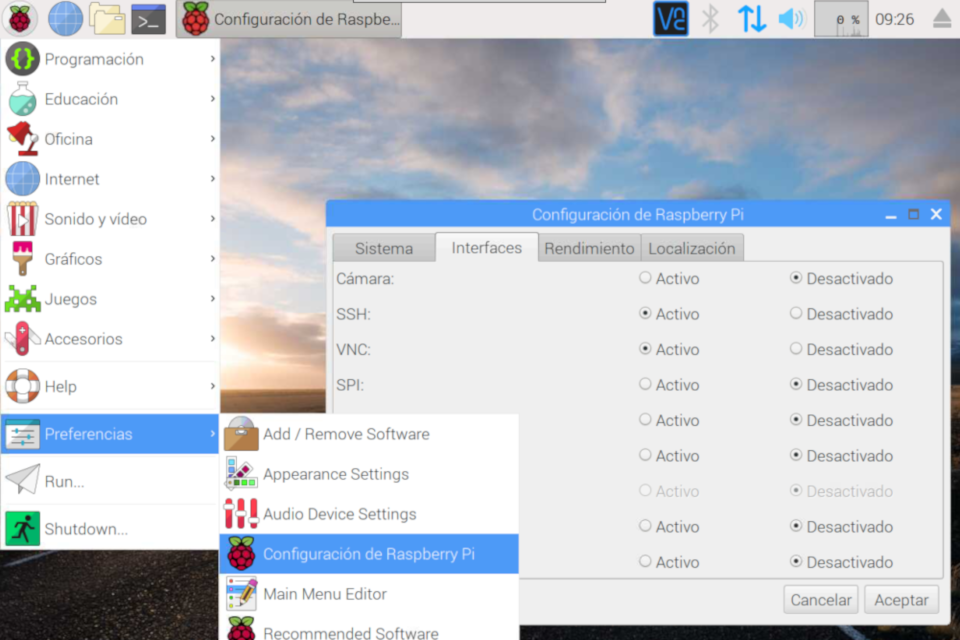 Configuración de Raspbe...
0 %
09:26
Programación
Educación
Oficina
Internet
Sonido y vídeo
Gráficos
Juegos
Accesorios
Help
Preferencias
Run...
Shutdown...
Add / Remove Software
Appearance Settings
Audio Device Settings
Configuración de Raspberry Pi
Main Menu Editor
Recommended Software
Configuración de Raspberry Pi
Sistema Interfaces Rendimiento Localización
Cámara: Activo Desactivado
SSH: Activo Desactivado
VNC: Activo Desactivado
SPI: Activo Desactivado
Activo Desactivado
Activo Desactivado
Activo Desactivado
Activo Desactivado
Activo Desactivado
Cancelar Aceptar